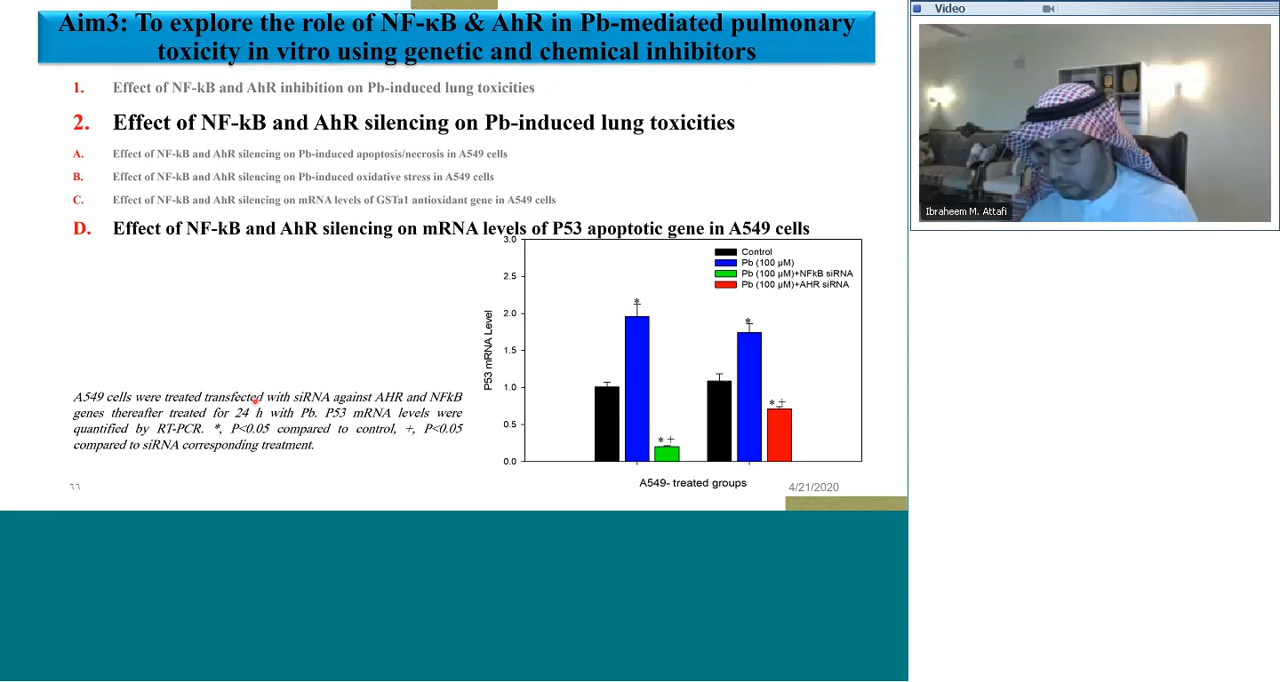 Aim3: To explore the role of NF-κB & AhR in Pb-mediated pulmonary
toxicity in vitro using genetic and chemical inhibitors
1. Effect of NF-kB and AhR inhibition on Pb-induced lung toxicities
2. Effect of NF-kB and AhR silencing on Pb-induced lung toxicities
A. Effect of NF-kB and AhR silencing on Pb-induced apoptosis/necrosis in A549 cells
B. Effect of NF-kB and AhR silencing on Pb-induced oxidative stress in A549 cells
C. Effect of NF-kB and AhR silencing on mRNA levels of GSTa1 antioxidant gene in A549 cells
D. Effect of NF-kB and AhR silencing on mRNA levels of P53 apoptotic gene in A549 cells
P53 mRNA Level
3.0
2.5
2.0
1.5
1.0
0.5
0.0
Control
Pb (100 µM)
Pb (100 µM)+NFkB siRNA
Pb (100 µM)+AHR siRNA
*
*
* +
* +
A549- treated groups
A549 cells were treated transfected with siRNA against AHR and NFkB
genes thereafter treated for 24 h with Pb. P53 mRNA levels were
quantified by RT-PCR. *, P<0.05 compared to control, +, P<0.05
compared to siRNA corresponding treatment.
٦٦
4/21/2020
Video
Ibraheem M. Attafi